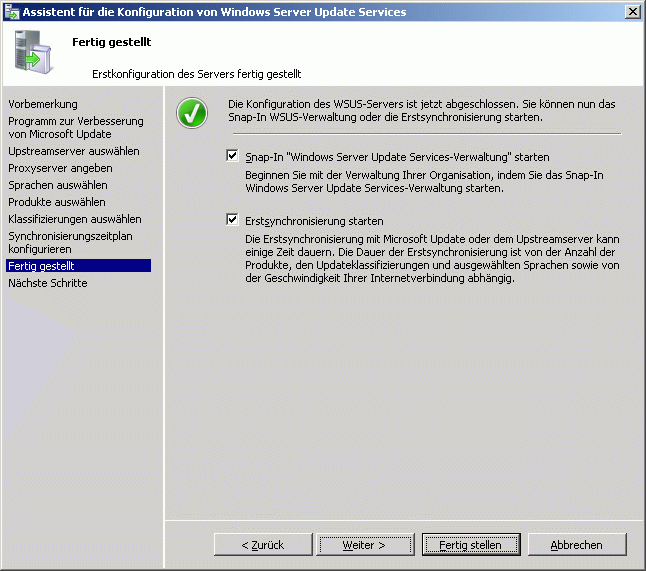 Assistent für die Konfiguration von Windows Server Update Services
Fertig gestellt
Erstkonfiguration des Servers fertig gestellt
Vorbemerkung
Programm zur Verbesserung
von Microsoft Update
Upstreamserver auswählen
Proxyserver angeben
Sprachen auswählen
Produkte auswählen
Klassifizierungen auswählen
Synchronisierungszeitplan
konfigurieren
Fertig gestellt
Nächste Schritte
Die Konfiguration des WSUS-Servers ist jetzt abgeschlossen. Sie können nun das
Snap-In WSUS-Verwaltung oder die Erstsynchronisierung starten.
Snap-In "Windows Server Update Services-Verwaltung" starten
Beginnen Sie mit der Verwaltung Ihrer Organisation, indem Sie das Snap-In
Windows Server Update Services-Verwaltung starten.
Erstsynchronisierung starten
Die Erstsynchronisierung mit Microsoft Update oder dem Upstreamserver kann
einige Zeit dauern. Die Dauer der Erstsynchronisierung ist von der Anzahl der
Produkte, den Updateklassifizierungen und ausgewählten Sprachen sowie von
der Geschwindigkeit Ihrer Internetverbindung abhängig.
< Zurück
Weiter >
Fertig stellen
Abbrechen